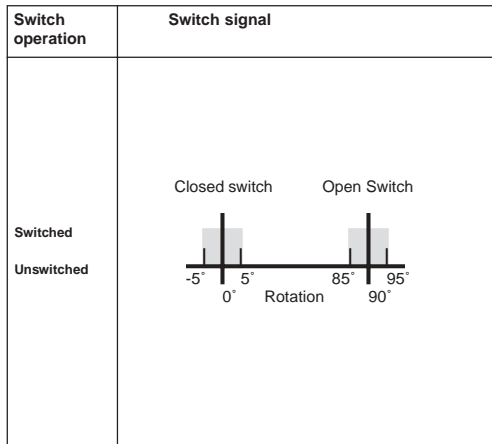 Switch
operation
Switch signal
Closed switch
Open Switch
Switched
Unswitched
-5° 5° 85° 95°
0° Rotation 90°